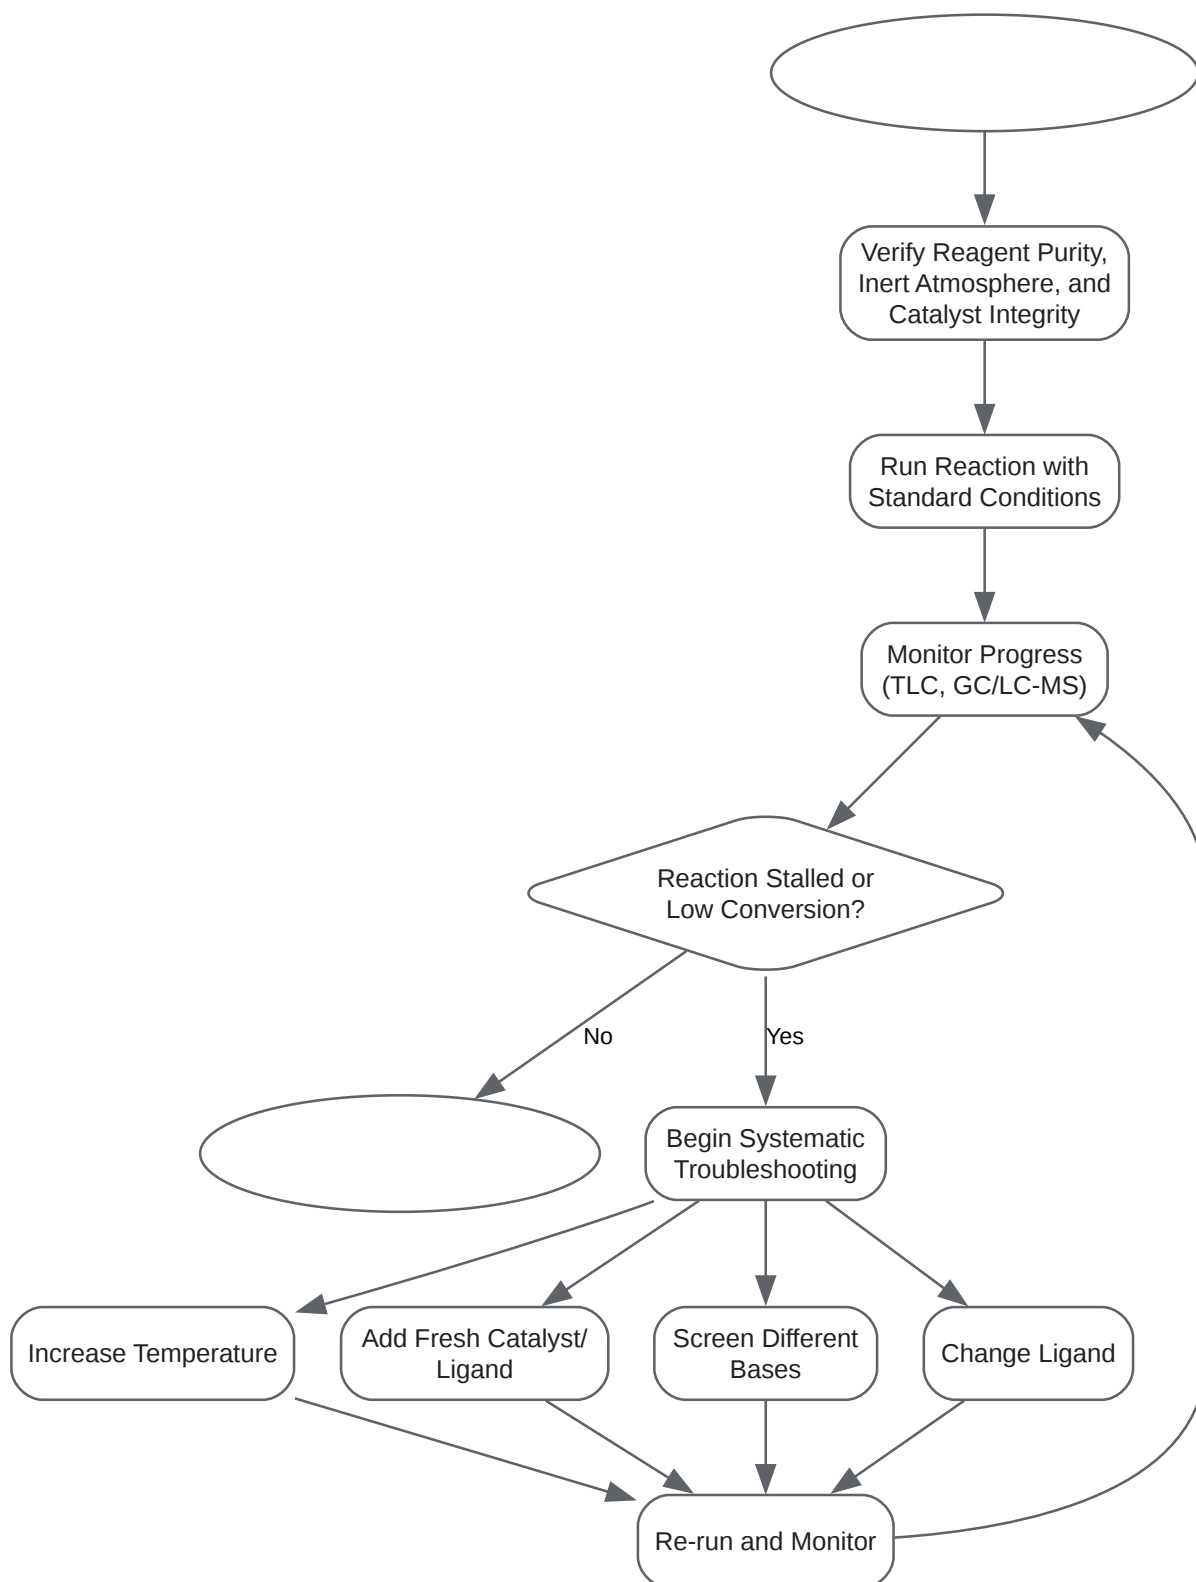 Verify Reagent Purity,
Inert Atmosphere, and
Catalyst Integrity
Run Reaction with
Standard Conditions
Monitor Progress
(TLC, GC/LC-MS)
Reaction Stalled or
Low Conversion?
No
Yes
Begin Systematic
Troubleshooting
Increase Temperature
Add Fresh Catalyst/
Ligand
Screen Different
Bases
Change Ligand
Re-run and Monitor